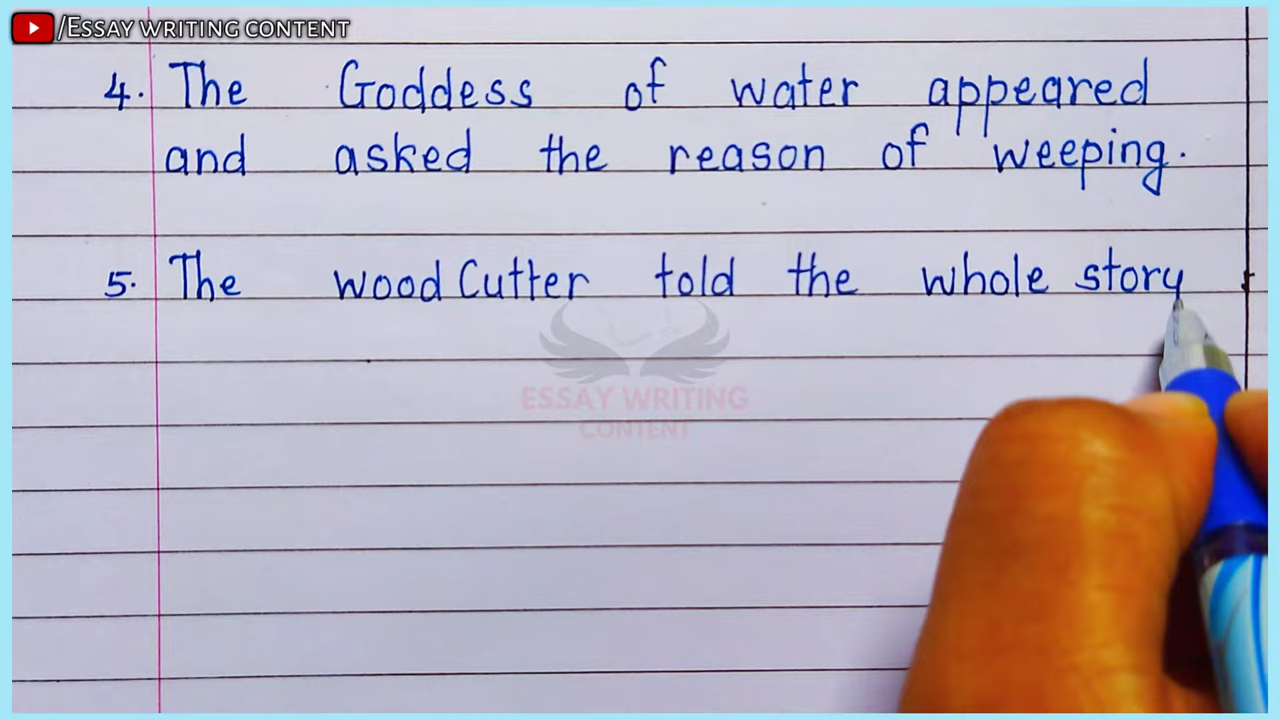 /ESSAY WRITING CONTENT
4. The Goddess of water appeared
and asked the reason of weeping.
5. The wood Cutter told the whole story
ESSAY WRITING
CONTENT